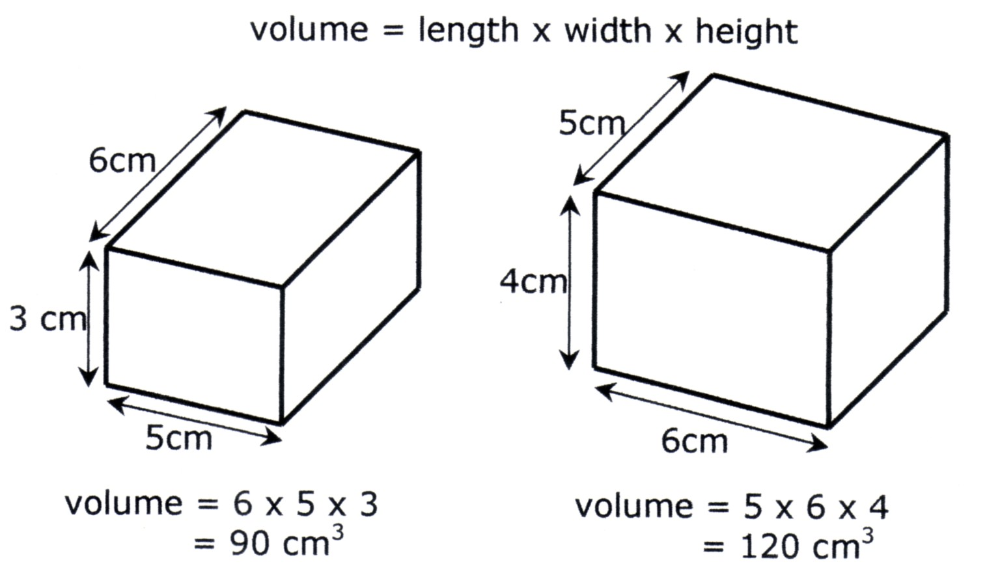 volume = length x width x height
6cm
3 cm
5cm
volume = 6 x 5 x 3
= 90 cm³
5cm
4cm
6cm
volume = 5 x 6 x 4
= 120 cm³